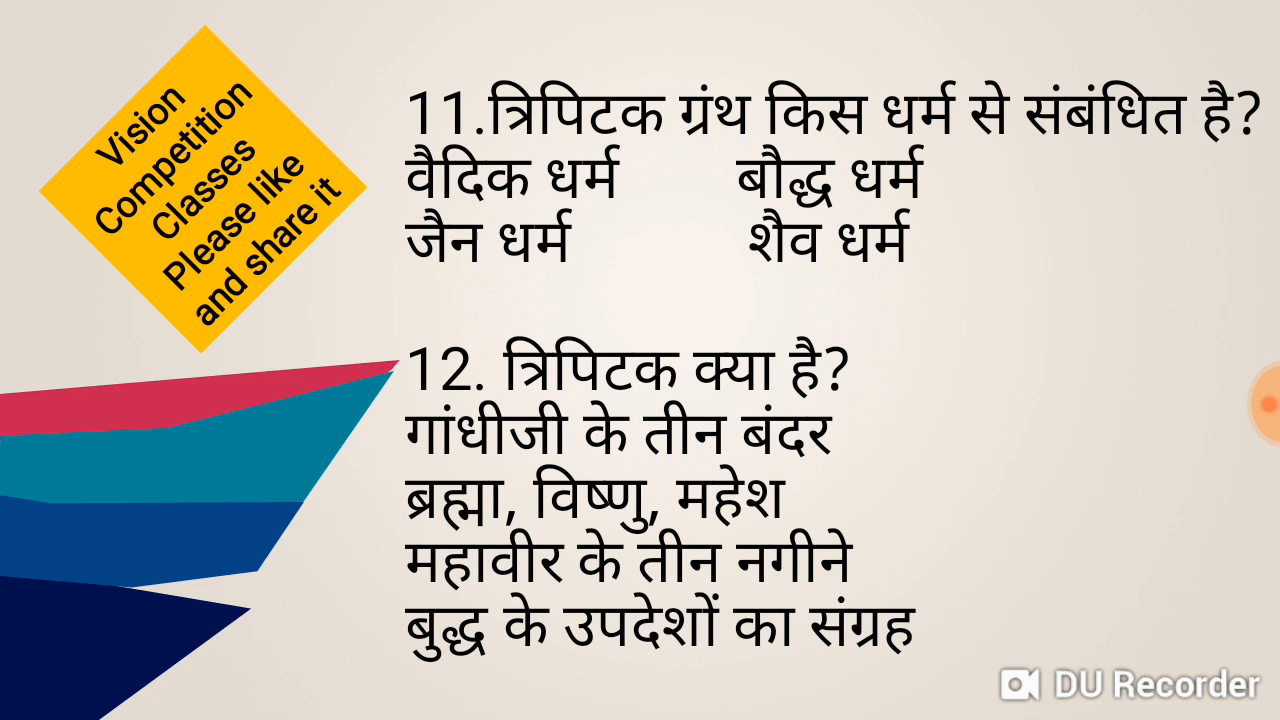 Vision
Competition
Classes
Please like
and share it
11.त्रिपिटक ग्रंथ किस धर्म से संबंधित है?
वैदिक धर्म बौद्ध धर्म
जैन धर्म शैव धर्म
12. त्रिपिटक क्या है?
गांधीजी के तीन बंदर
ब्रह्मा, विष्णु, महेश
महावीर के तीन नगीने
बुद्ध के उपदेशों का संग्रह
DU Recorder